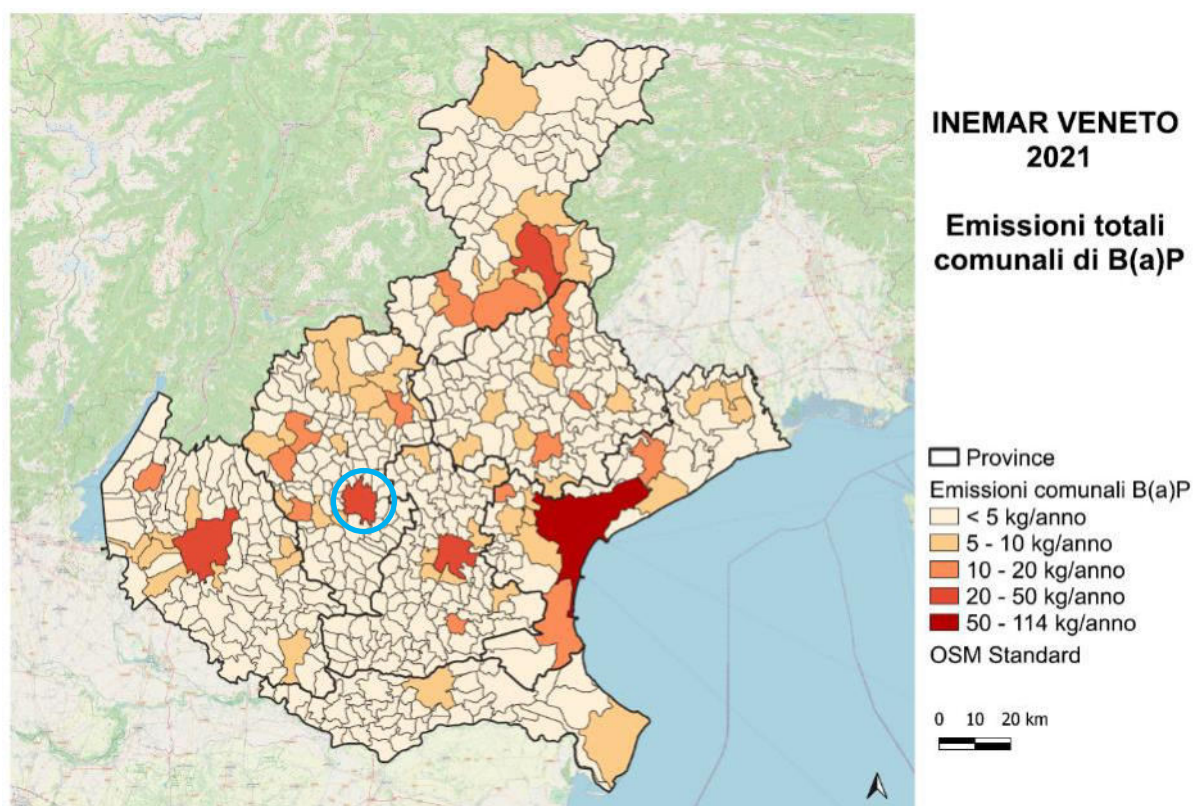 INEMAR VENETO
2021
Emissioni totali
comunali di B(a)P
Province
Emissioni comunali B(a)P
< 5 kg/anno
5 - 10 kg/anno
10 - 20 kg/anno
20 - 50 kg/anno
50 - 114 kg/anno
OSM Standard
0 10 20 km